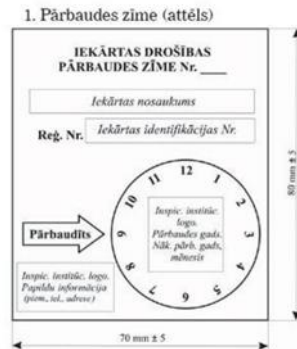 1. Pārbaudes zīme (attēls)
IEKĀRTAS DROŠĪBAS
PĀRBAUDES ZĪME Nr. ____
Iekārtas nosaukums
Reģ. Nr.
Iekārtas identifikācijas Nr.
12
1
2
3
4
5
6
7
8
9
10
11
Inspic. institūc.
logo.
Pārbaudes gads.
Nāk. pārb. gads,
mēnesis
Pārbaudīts
Inspic. institūc. logo.
Papildu informācija
(piem., tel., adrese)
80 mm ± 5
70 mm ± 5